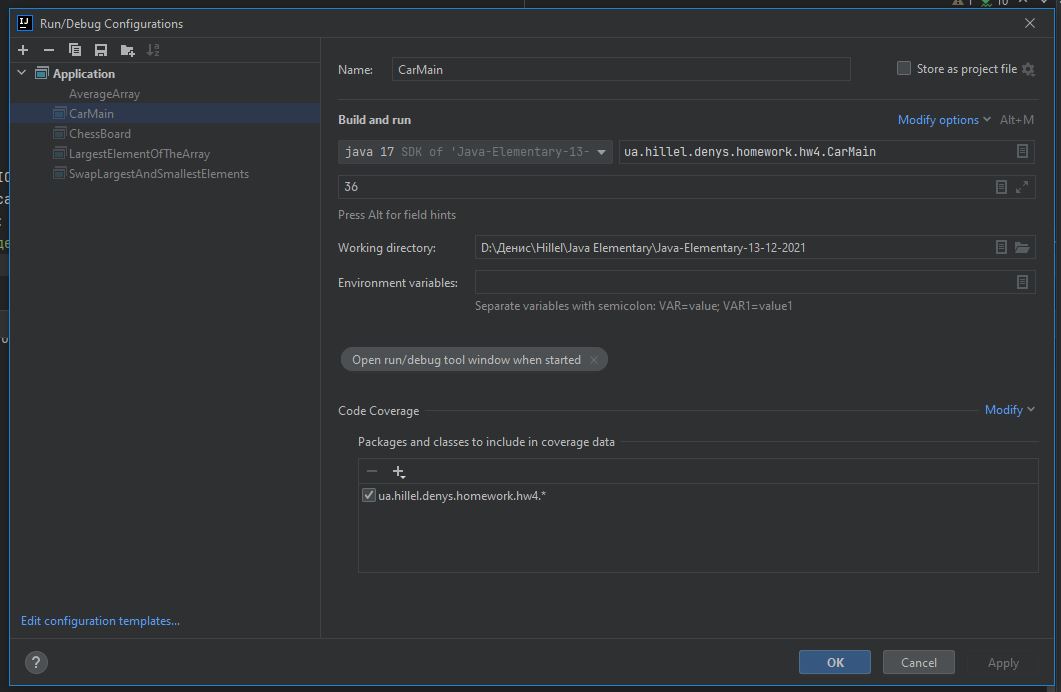 Run/Debug Configurations
Application
AverageArray
CarMain
ChessBoard
LargestElementOfTheArray
SwapLargestAndSmallestElements
Edit configuration templates...
Name: CarMain
Store as project file
Build and run
Modify options Alt+M
java 17 SDK of 'Java-Elementary-13-
ua.hillel.denys.homework.hw4.CarMain
36
Press Alt for field hints
Working directory: D:\Денис\Hillel\Java Elementary\Java-Elementary-13-12-2021
Environment variables:
Separate variables with semicolon: VAR=value; VAR1=value1
Open run/debug tool window when started
Code Coverage
Modify
Packages and classes to include in coverage data
ua.hillel.denys.homework.hw4.*
? OK Cancel Apply